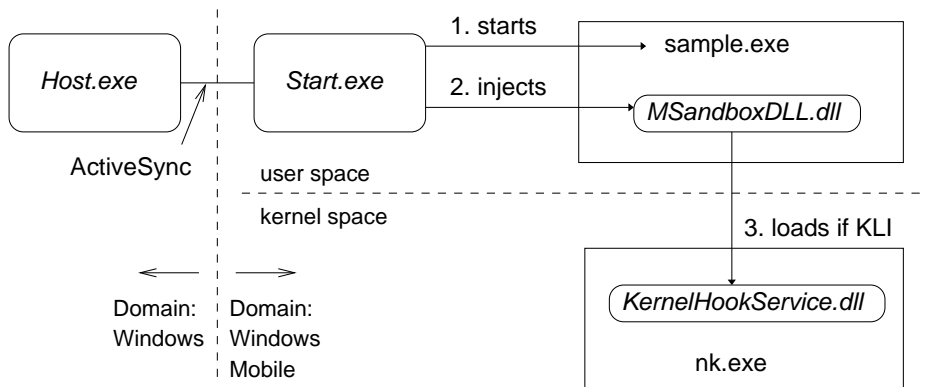 1. starts
sample.exe
Host.exe
Start.exe
2. injects
MSandboxDLL.dll
ActiveSync
user space
kernel space
3. loads if KLI
KernelHookService.dll
nk.exe
Domain:
Windows
Domain:
Windows
Mobile